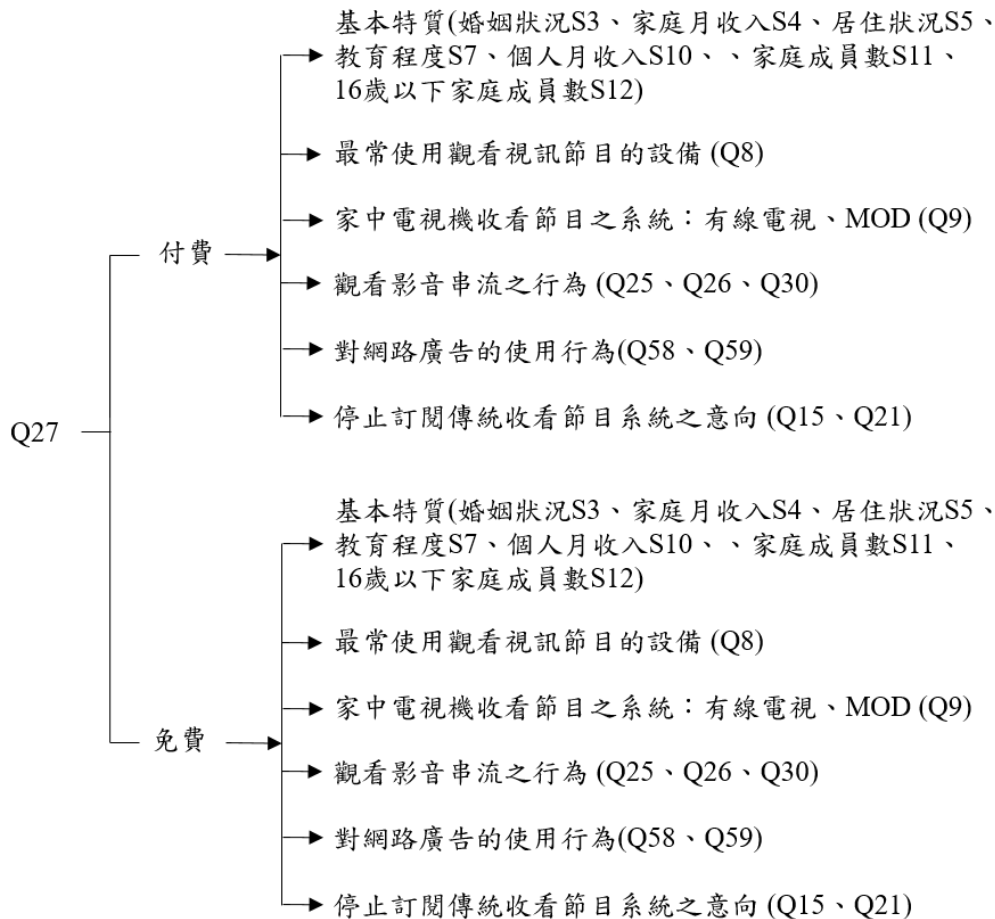 Q27
付費
基本特質(婚姻狀況S3、家庭月收入S4、居住狀況S5、
教育程度S7、個人月收入S10、、家庭成員數S11、
16歲以下家庭成員數S12)
最常使用觀看視訊節目的設備 (Q8)
家中電視機收看節目之系統：有線電視、MOD (Q9)
觀看影音串流之行為 (Q25、Q26、Q30)
對網路廣告的使用行為(Q58、Q59)
停止訂閱傳統收看節目系統之意向 (Q15、Q21)
免費
基本特質(婚姻狀況S3、家庭月收入S4、居住狀況S5、
教育程度S7、個人月收入S10、、家庭成員數S11、
16歲以下家庭成員數S12)
最常使用觀看視訊節目的設備 (Q8)
家中電視機收看節目之系統：有線電視、MOD (Q9)
觀看影音串流之行為 (Q25、Q26、Q30)
對網路廣告的使用行為(Q58、Q59)
停止訂閱傳統收看節目系統之意向 (Q15、Q21)